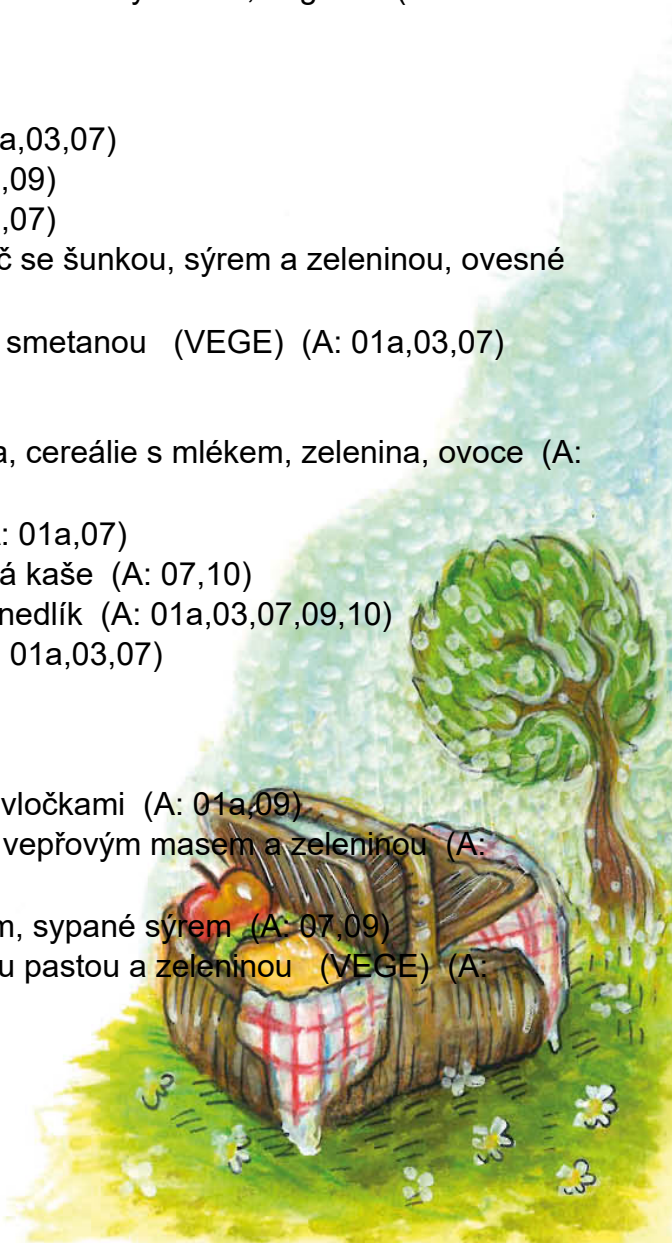 a,03,07)
,09)
,07)
č se šunkou, sýrem a zeleninou, ovesné
smetanou (VEGE) (A: 01a,03,07)
a, cereálie s mlékem, zelenina, ovoce (A:
: 01a,07)
á kaše (A: 07,10)
nedlík (A: 01a,03,07,09,10)
01a,03,07)
vločkami (A: 01a,09)
vepřovým masem a zeleninou (A:
m, sypané sýrem (A: 07,09)
u pastou a zeleninou (VEGE) (A: